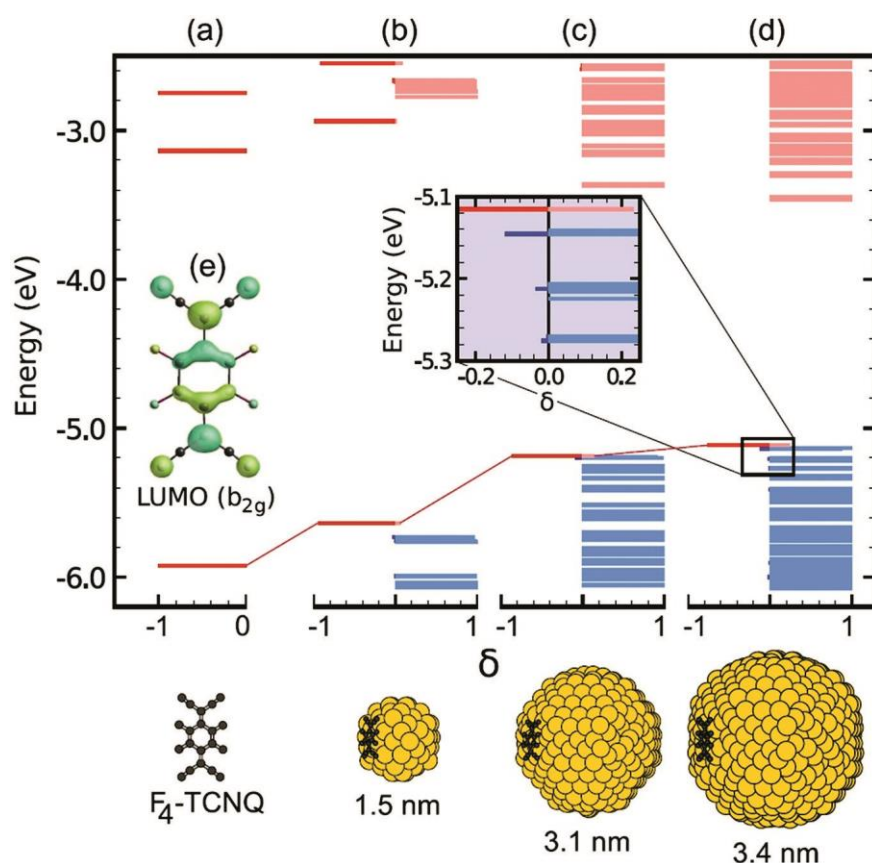 (a) (b) (c) (d)
Energy (eV)
-3.0
-4.0
-5.0
-6.0
(e)
LUMO (b2g)
Energy (eV)
-5.1
-5.2
-5.3
-0.2 0.0 0.2
δ
-1 0 -1 1 -1 1 -1 1
δ
F4-TCNQ
1.5 nm
3.1 nm
3.4 nm